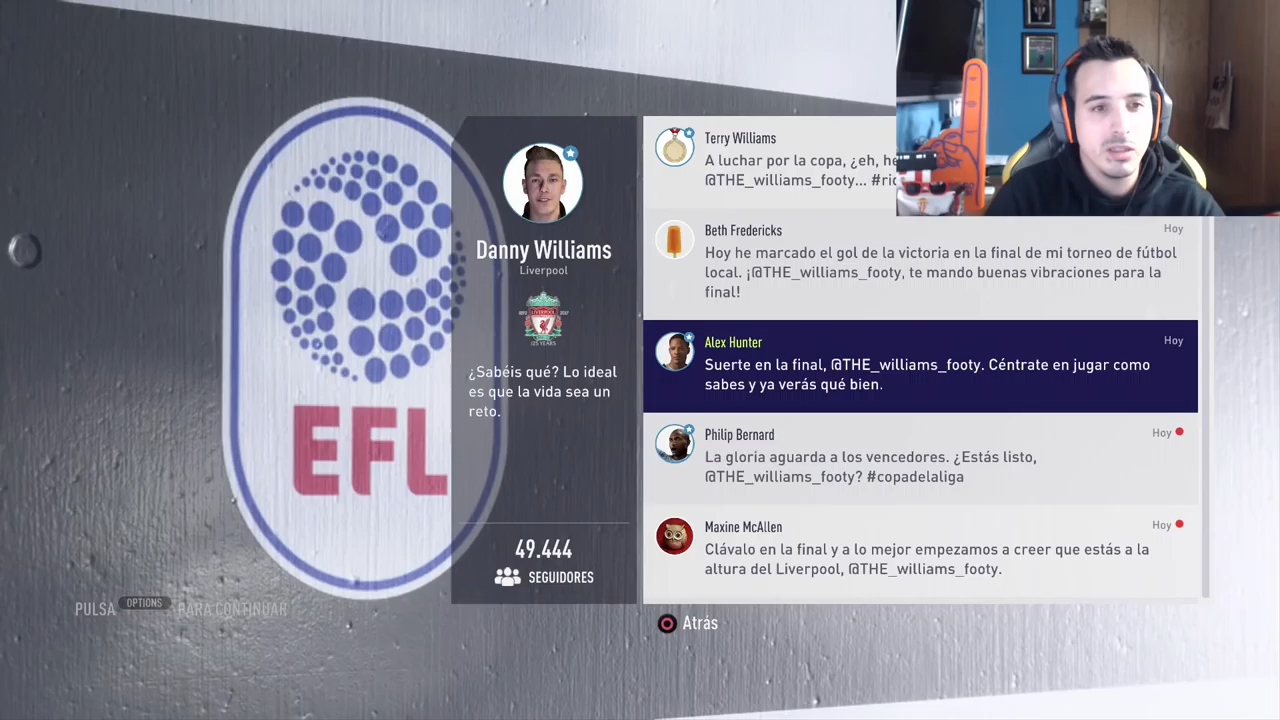 EFL
PULSA OPTIONS PARA CONTINUAR
Danny Williams
Liverpool
LIVERPOOL
125 YEARS
¿Sabéis qué? Lo ideal
es que la vida sea un
reto.
49.444
SEGUIDORES
Terry Williams
A luchar por la copa, ¿eh,
@THE_williams_footy...
Beth Fredericks
Hoy
Hoy he marcado el gol de la victoria en la final de mi torneo de fútbol
local. ¡@THE_williams_footy, te mando buenas vibraciones para la
final!
Alex Hunter
Hoy
Suerte en la final, @THE_williams_footy. Céntrate en jugar como
sabes y ya verás qué bien.
Philip Bernard
Hoy
La gloria aguarda a los vencedores. ¿Estás listo,
@THE_williams_footy? #copadelaliga
Maxine McAllen
Hoy
Clávalo en la final y a lo mejor empezamos a creer que estás a la
altura del Liverpool, @THE_williams_footy.
Atrás